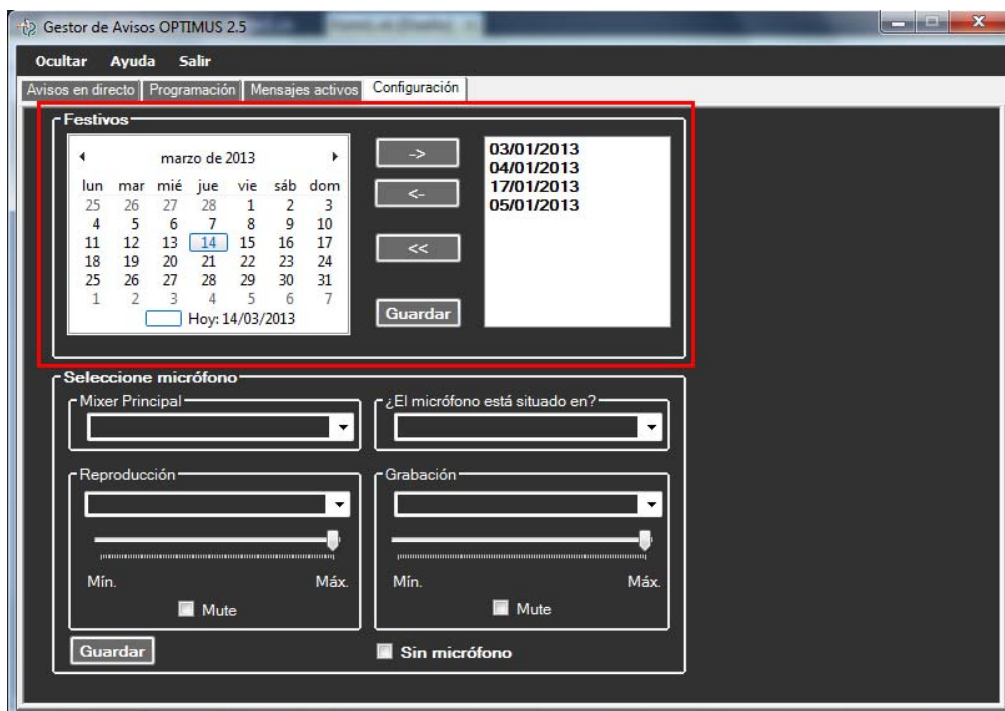 Gestor de Avisos OPTIMUS 2.5
Ocultar Ayuda Salir
Avisos en directo Programación Mensajes activos Configuración
Festivos
marzo de 2013
lun mar mié jue vie sáb dom
25 26 27 28 1 2 3
4 5 6 7 8 9 10
11 12 13 14 15 16 17
18 19 20 21 22 23 24
25 26 27 28 29 30 31
1 2 3 4 5 6 7
Hoy: 14/03/2013
->
<-
<<
Guardar
03/01/2013
04/01/2013
17/01/2013
05/01/2013
Seleccione micrófono
Mixer Principal
¿El micrófono está situado en?
Reproducción
Mín. Máx.
Mute
Grabación
Mín. Máx.
Mute
Guardar
Sin micrófono